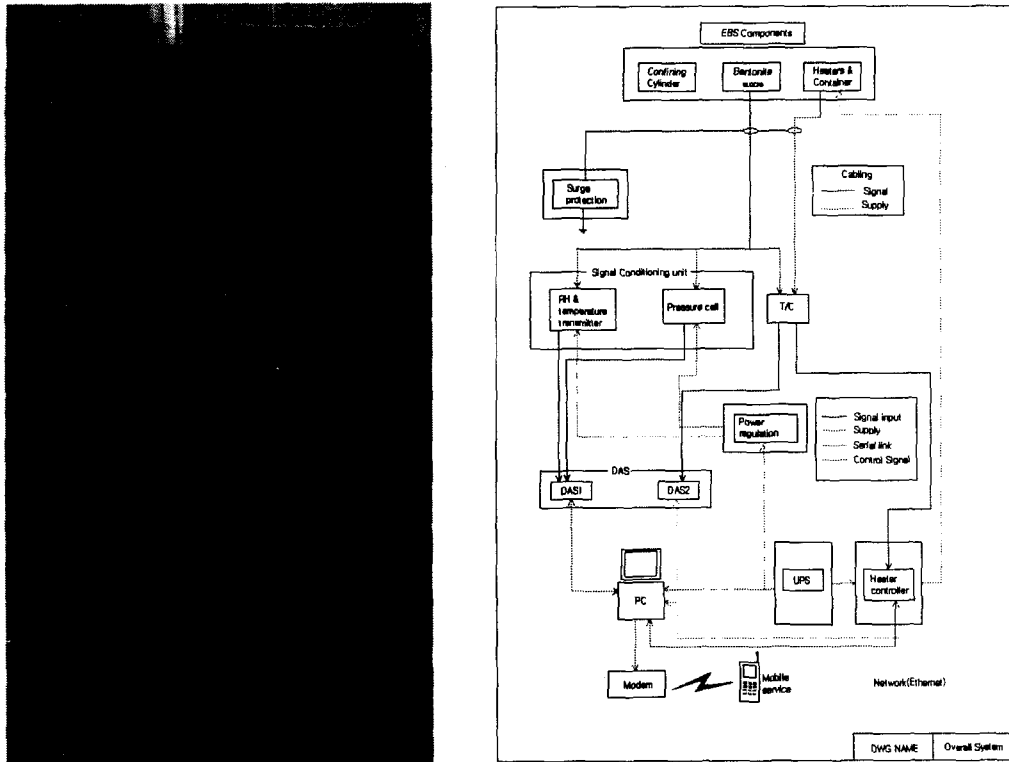 EBS Components
Confining
Cylinder
Bentonite
Heaters &
Container
Surge
protection
Cabling
Signal
Supply
Signal Conditioning unit
RH &
temperature
transmitter
Pressure cell
T/C
Power
regulation
Signal input
Supply
Serial link
Control Signal
DAS
DAS1
DAS2
PC
UPS
Heater
controller
Modem
Mobile
service
Network(Ethernet)
DWG NAME
Overall System